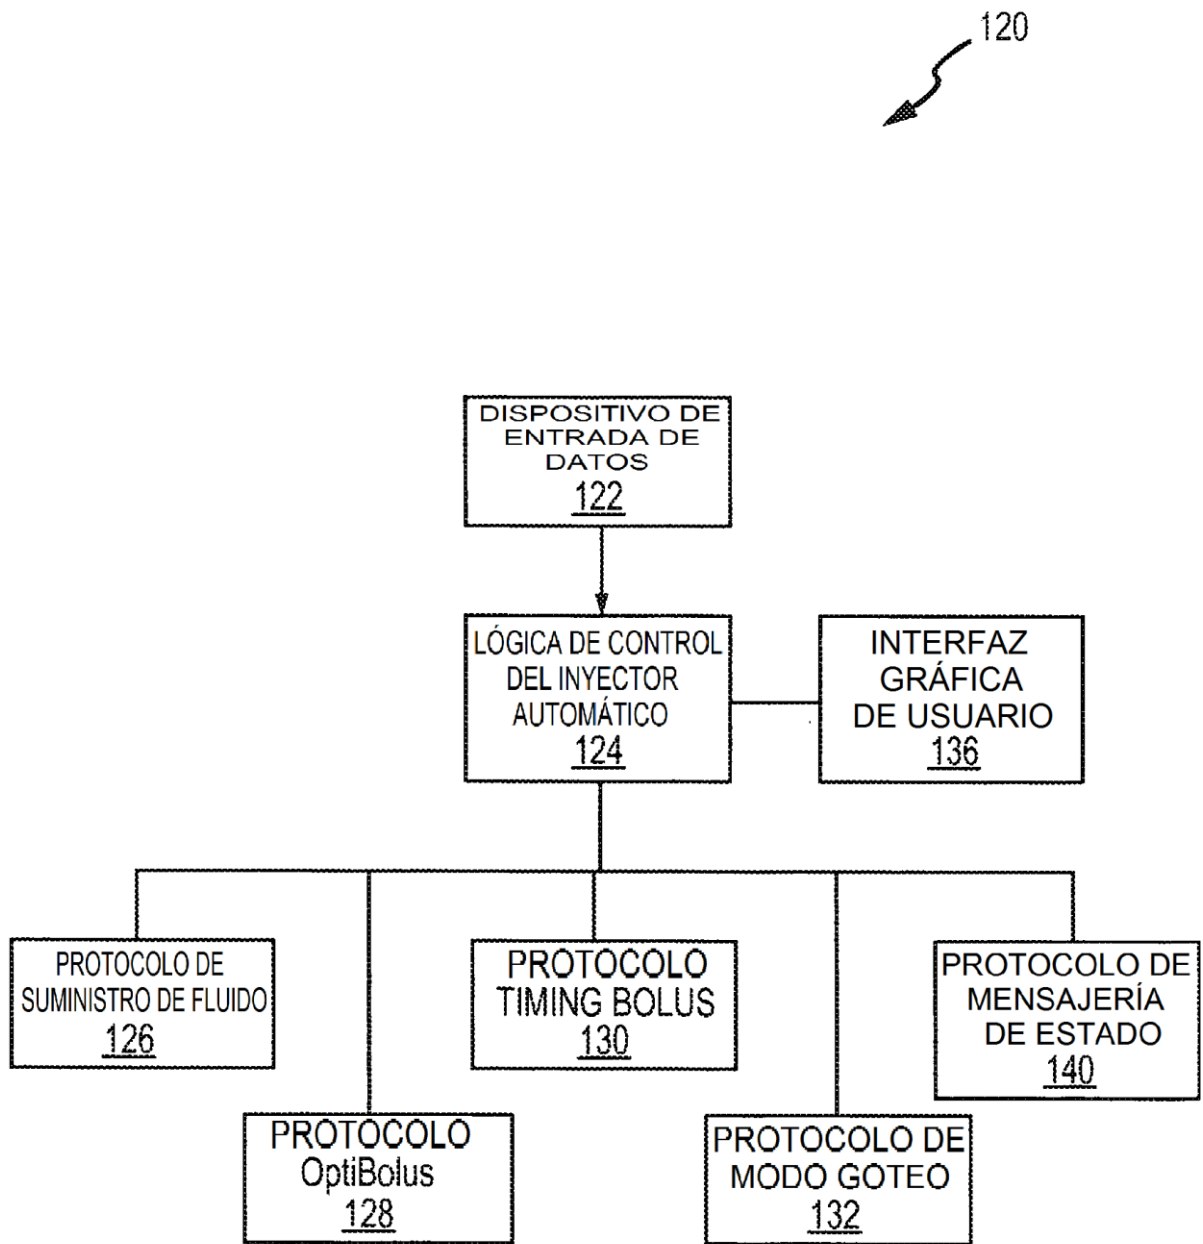 120
DISPOSITIVO DE
ENTRADA DE
DATOS
122
LÓGICA DE CONTROL
DEL INYECTOR
AUTOMÁTICO
124
INTERFAZ
GRÁFICA
DE USUARIO
136
PROTOCOLO DE
SUMINISTRO DE FLUIDO
126
PROTOCOLO
TIMING BOLUS
130
PROTOCOLO DE
MENSAJERÍA
DE ESTADO
140
PROTOCOLO
OptiBolus
128
PROTOCOLO DE
MODO GOTEO
132